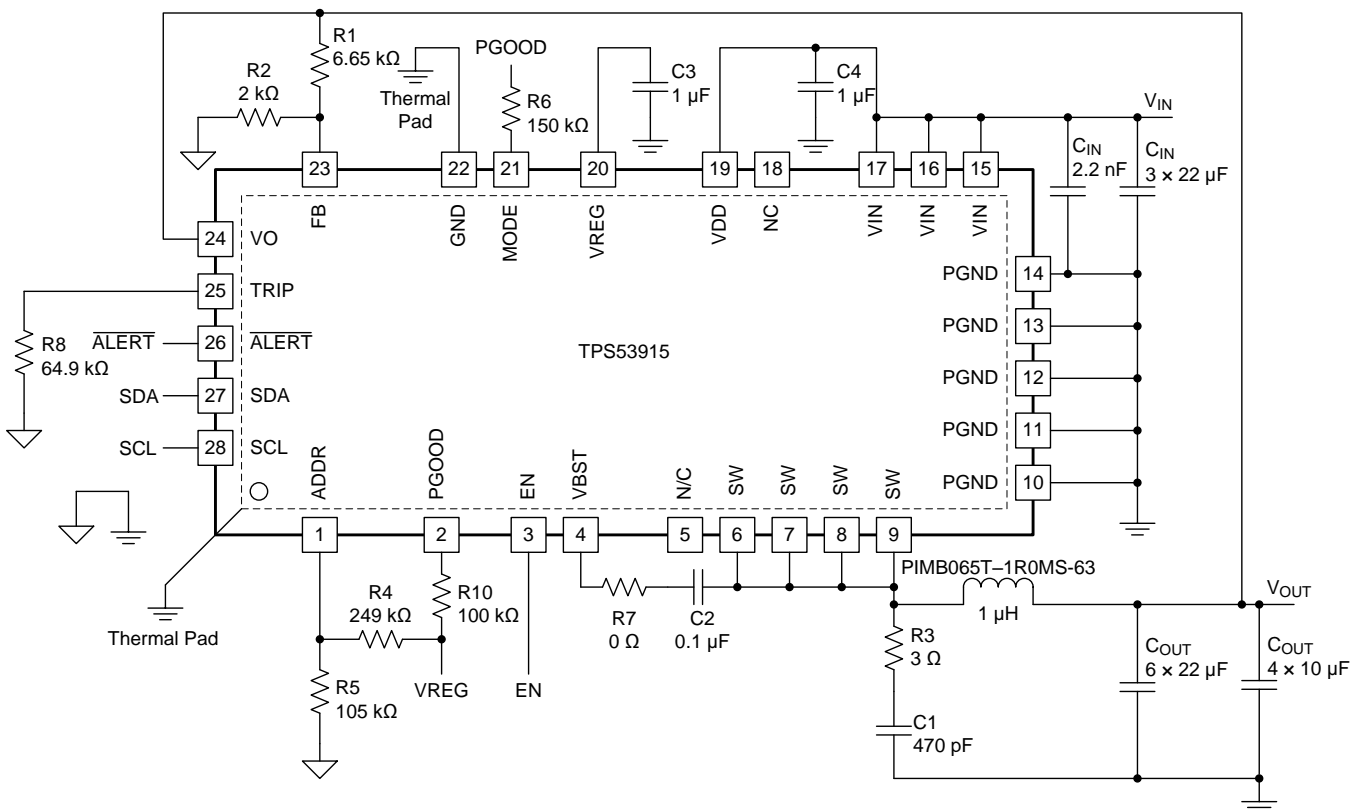 R1
6.65 kΩ
R2
2 kΩ
Thermal
Pad
PGOOD
R6
150 kΩ
C3
1 µF
C4
1 µF
VIN
CIN
2.2 nF
CIN
3 × 22 µF
23
22
21
20
19
18
17
16
15
FB
GND
MODE
VREG
VDD
NC
VIN
VIN
VIN
24
VO
25
TRIP
ALERT
26
ALERT
SDA
27
SDA
SCL
28
SCL
R8
64.9 kΩ
TPS53915
PGND
14
PGND
13
PGND
12
PGND
11
PGND
10
ADDR
PGOOD
EN
VBST
N/C
SW
SW
SW
SW
1
2
3
4
5
6
7
8
9
PIMB065T–1R0MS-63
1 µH
VOUT
Thermal Pad
R4
249 kΩ
R10
100 kΩ
R7
0 Ω
C2
0.1 µF
R3
3 Ω
COUT
6 × 22 µF
COUT
4 × 10 µF
R5
105 kΩ
VREG
EN
C1
470 pF